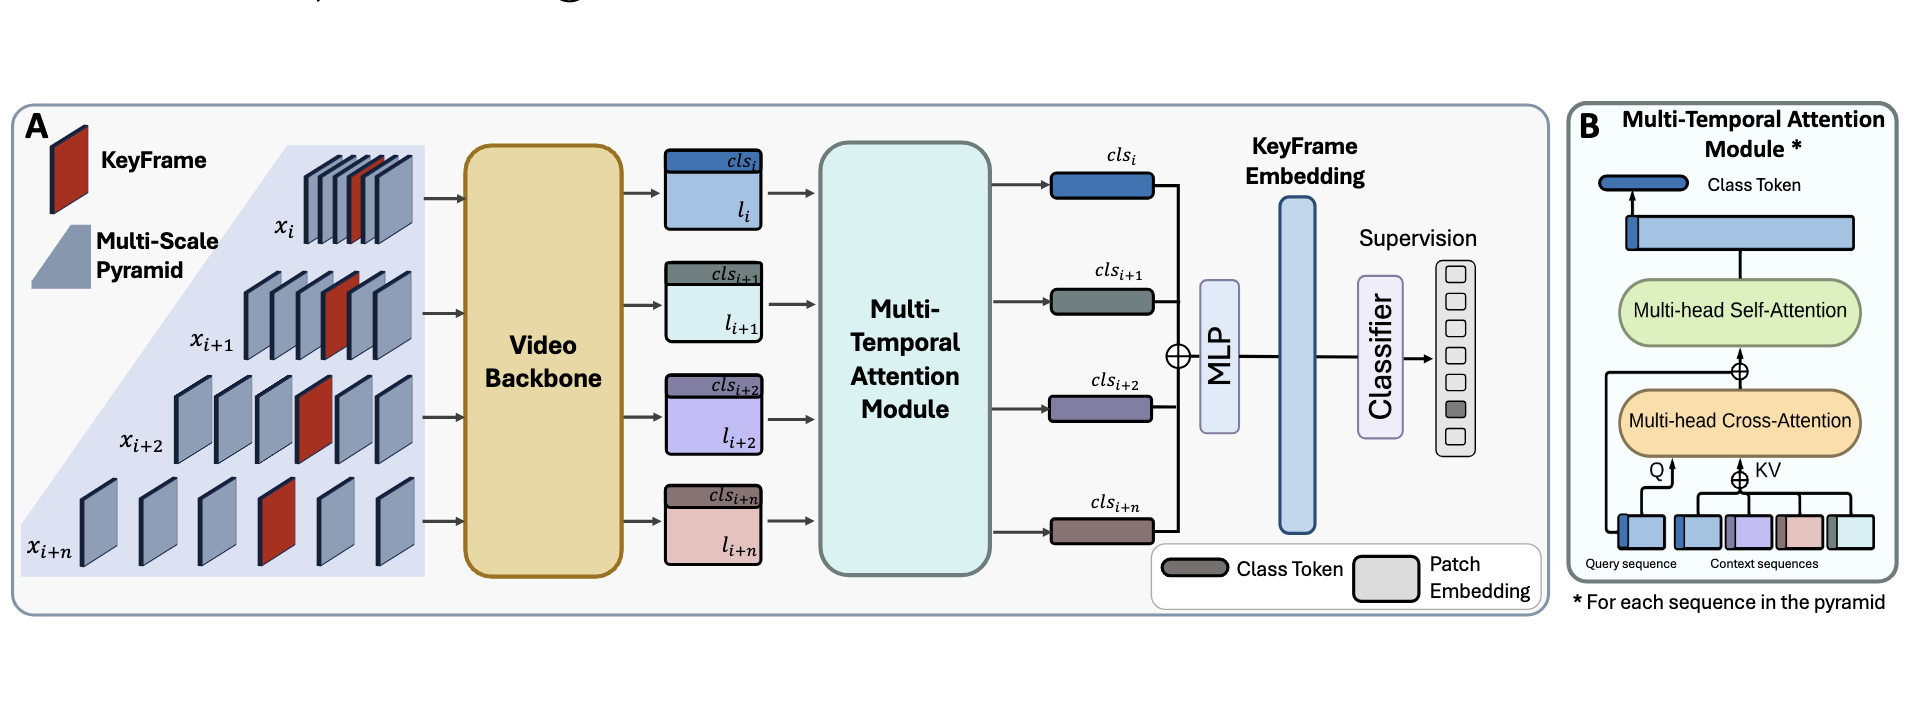 A
KeyFrame
Multi-Scale
Pyramid
x_i
x_{i+1}
x_{i+2}
x_{i+n}
Video
Backbone
cls_i
l_i
cls_{i+1}
l_{i+1}
cls_{i+2}
l_{i+2}
cls_{i+n}
l_{i+n}
Multi-
Temporal
Attention
Module
cls_i
cls_{i+1}
cls_{i+2}
cls_{i+n}
MLP
KeyFrame
Embedding
Classifier
Supervision
Class Token
Patch
Embedding
B
Multi-Temporal Attention
Module *
Class Token
Multi-head Self-Attention
Multi-head Cross-Attention
Q
KV
Query sequence
Context sequences
* For each sequence in the pyramid